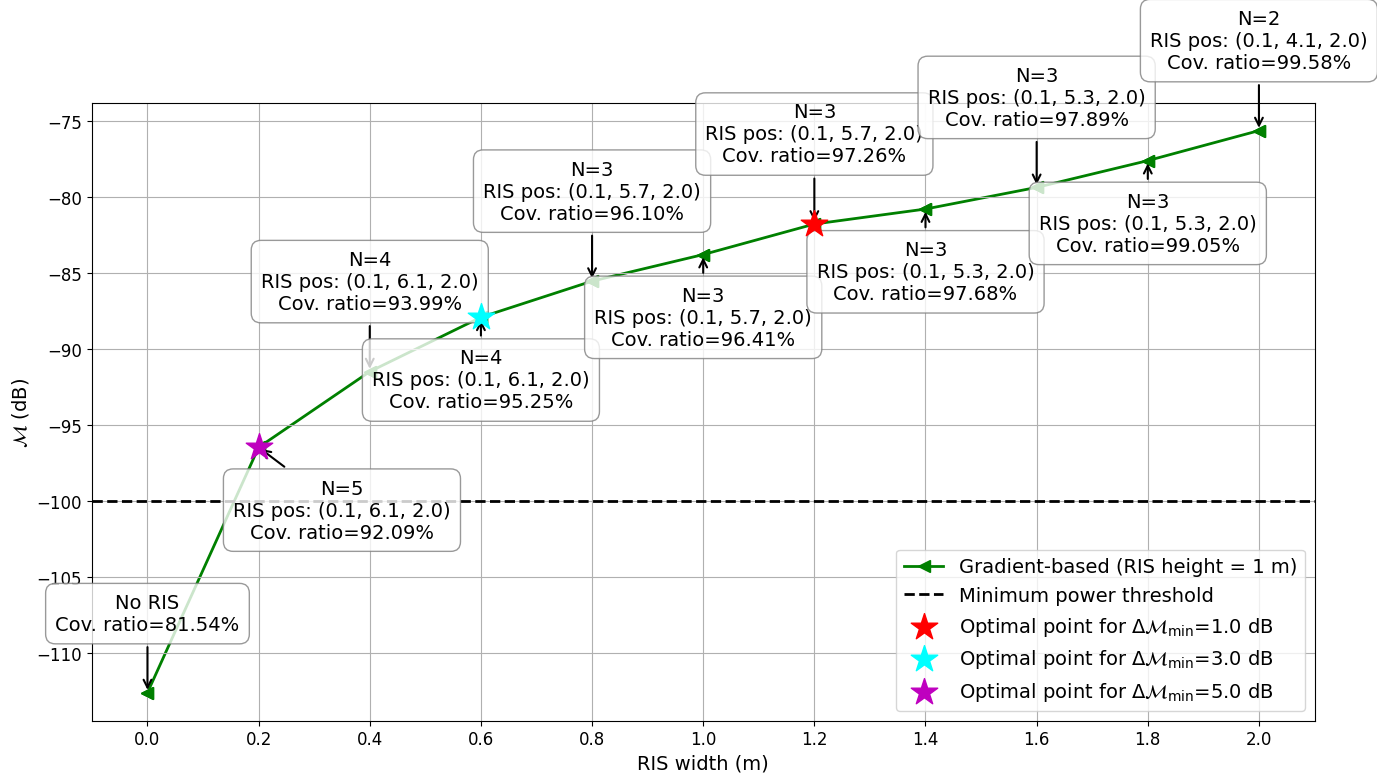 N=2
RIS pos: (0.1, 4.1, 2.0)
Cov. ratio=99.58%
N=3
RIS pos: (0.1, 5.3, 2.0)
Cov. ratio=97.89%
N=3
RIS pos: (0.1, 5.7, 2.0)
Cov. ratio=97.26%
N=3
RIS pos: (0.1, 5.7, 2.0)
Cov. ratio=96.10%
N=3
RIS pos: (0.1, 5.3, 2.0)
Cov. ratio=99.05%
N=4
RIS pos: (0.1, 6.1, 2.0)
Cov. ratio=93.99%
N=3
RIS pos: (0.1, 5.3, 2.0)
Cov. ratio=97.68%
N=3
RIS pos: (0.1, 5.7, 2.0)
Cov. ratio=96.41%
N=4
RIS pos: (0.1, 6.1, 2.0)
Cov. ratio=95.25%
N=5
RIS pos: (0.1, 6.1, 2.0)
Cov. ratio=92.09%
No RIS
Cov. ratio=81.54%
−75
−80
−85
−90
−95
−100
−105
−110
ℳ (dB)
Gradient-based (RIS height = 1 m)
Minimum power threshold
Optimal point for Δℳmin=1.0 dB
Optimal point for Δℳmin=3.0 dB
Optimal point for Δℳmin=5.0 dB
0.0 0.2 0.4 0.6 0.8 1.0 1.2 1.4 1.6 1.8 2.0
RIS width (m)